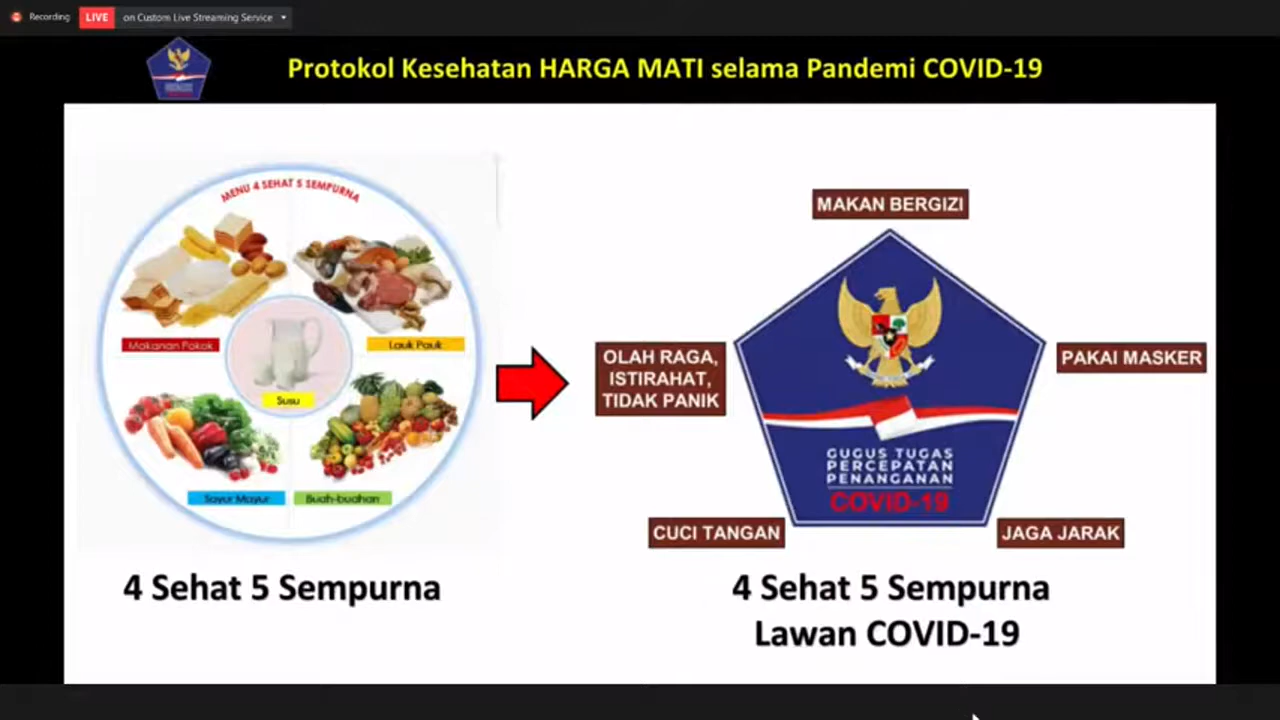 Recording
LIVE
on Custom Live Streaming Service
Protokol Kesehatan HARGA MATI selama Pandemi COVID-19
MENU 4 SEHAT 5 SEMPURNA
Makanan Pokok
Lauk Pauk
Susu
Sayur Mayur
Buah-buahan
4 Sehat 5 Sempurna
MAKAN BERGIZI
OLAH RAGA,
ISTIRAHAT,
TIDAK PANIK
PAKAI MASKER
GUGUS TUGAS
PERCEPATAN
PENANGANAN
COVID-19
CUCI TANGAN
JAGA JARAK
4 Sehat 5 Sempurna
Lawan COVID-19